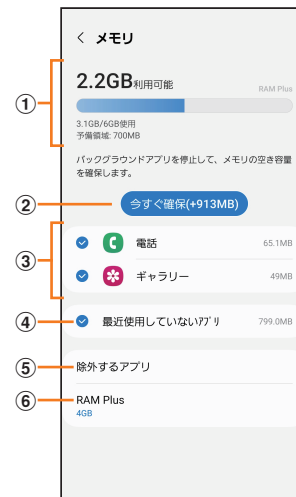 メモリ
① 2.2GB利用可能 RAM Plus
3.1GB/6GB使用
予備領域: 700MB
バックグラウンドアプリを停止して、メモリの空き容量
を確保します。
② 今すぐ確保(+913MB)
③ 電話 65.1MB
ギャラリー 49MB
④ 最近使用していないｱﾌﾟﾘ 799.0MB
⑤ 除外するアプリ
⑥ RAM Plus
4GB